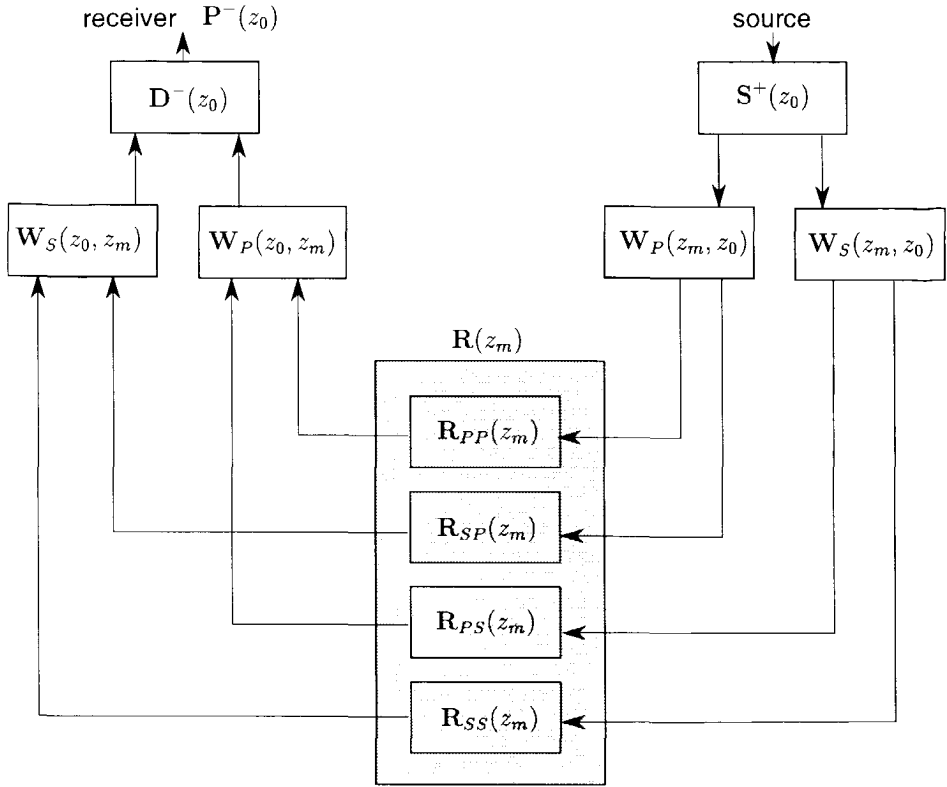 receiver P⁻(z₀) source
D⁻(z₀) S⁺(z₀)
W_S(z₀, z_m) W_P(z₀, z_m) W_P(z_m, z₀) W_S(z_m, z₀)
R(z_m)
R_PP(z_m)
R_SP(z_m)
R_PS(z_m)
R_SS(z_m)